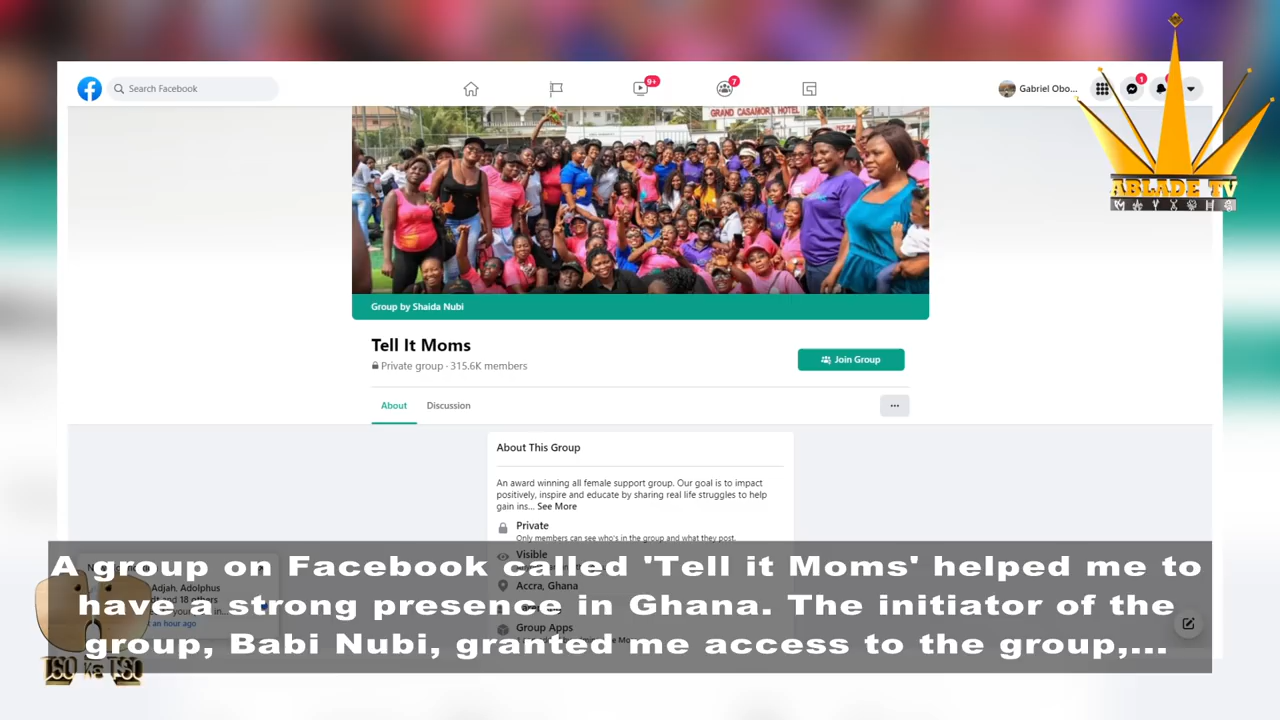 Search Facebook
9+
7
Gabriel Obo...
1
GRAND CASAMORA HOTEL
ABLADE TV
Group by Shaida Nubi
Tell It Moms
Private group · 315.6K members
Join Group
About
Discussion
About This Group
An award winning all female support group. Our goal is to impact
positively, inspire and educate by sharing real life struggles to help
gain ins... See More
Private
Only members can see who's in the group and what they post.
Visible
Accra, Ghana
Group Apps
Adjah, Adolphus
and 18 others
an hour ago
A group on Facebook called 'Tell it Moms' helped me to
have a strong presence in Ghana. The initiator of the
group, Babi Nubi, granted me access to the group,...